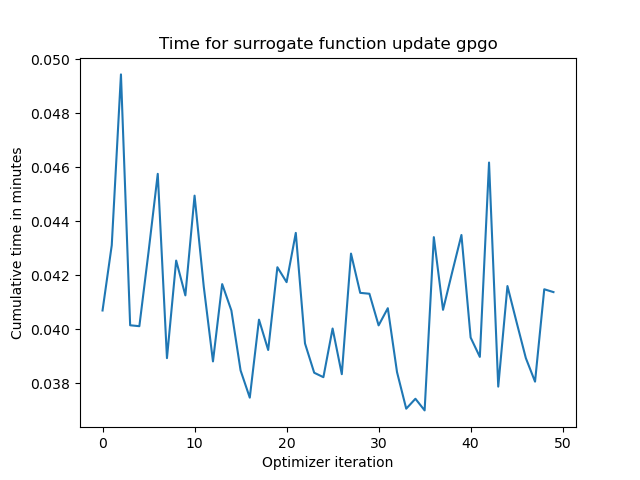 Time for surrogate function update gpgo
Cumulative time in minutes
0.050
0.048
0.046
0.044
0.042
0.040
0.038
0 10 20 30 40 50
Optimizer iteration